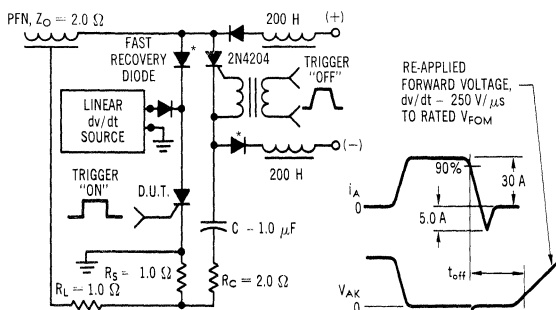 PFN, Z₀ = 2.0 Ω
200 H
(+)
FAST
RECOVERY
DIODE
*
2N4204
TRIGGER
"OFF"
LINEAR
dv/dt
SOURCE
*
(−)
200 H
TRIGGER
"ON"
D.U.T.
C – 1.0 μF
R_S = 1.0 Ω
R_C = 2.0 Ω
R_L = 1.0 Ω
RE-APPLIED
FORWARD VOLTAGE,
dv/dt – 250 V/μs
TO RATED V_FOM
90%
30 A
i_A
0
5.0 A
t_off
V_AK
0